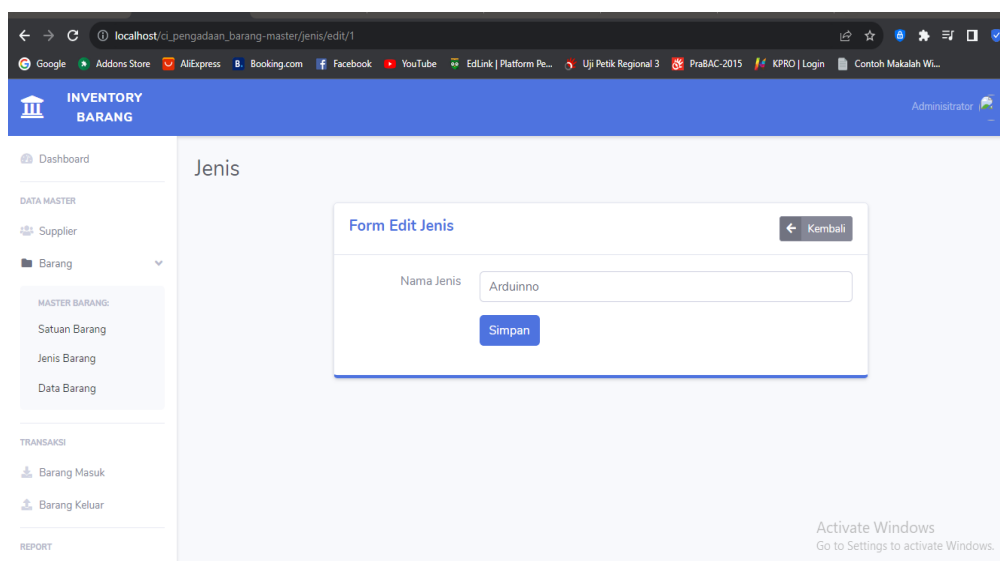 localhost/ci_pengadaan_barang-master/jenis/edit/1
Google Addons Store AliExpress B. Booking.com Facebook YouTube EdLink | Platform Pe... Uji Petik Regional 3 PraBAC-2015 KPRO | Login Contoh Makalah Wi...
INVENTORY
BARANG
Adminisitrator
Dashboard
Jenis
DATA MASTER
Supplier
Form Edit Jenis
Kembali
Barang
Nama Jenis
Arduinno
MASTER BARANG:
Satuan Barang
Simpan
Jenis Barang
Data Barang
TRANSAKSI
Barang Masuk
Barang Keluar
REPORT
Activate Windows
Go to Settings to activate Windows.